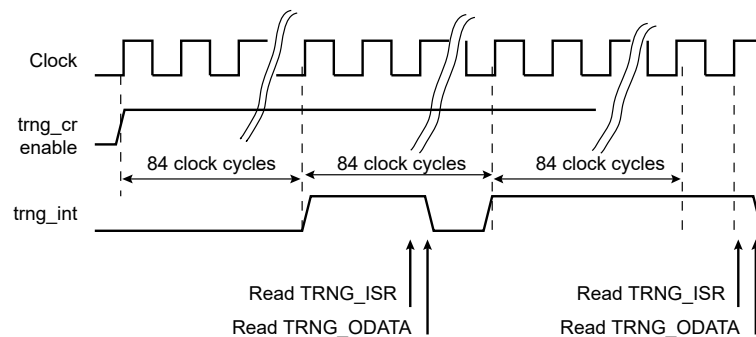 Clock
trng_cr
enable
84 clock cycles
84 clock cycles
84 clock cycles
trng_int
Read TRNG_ISR
Read TRNG_ISR
Read TRNG_ODATA
Read TRNG_ODATA